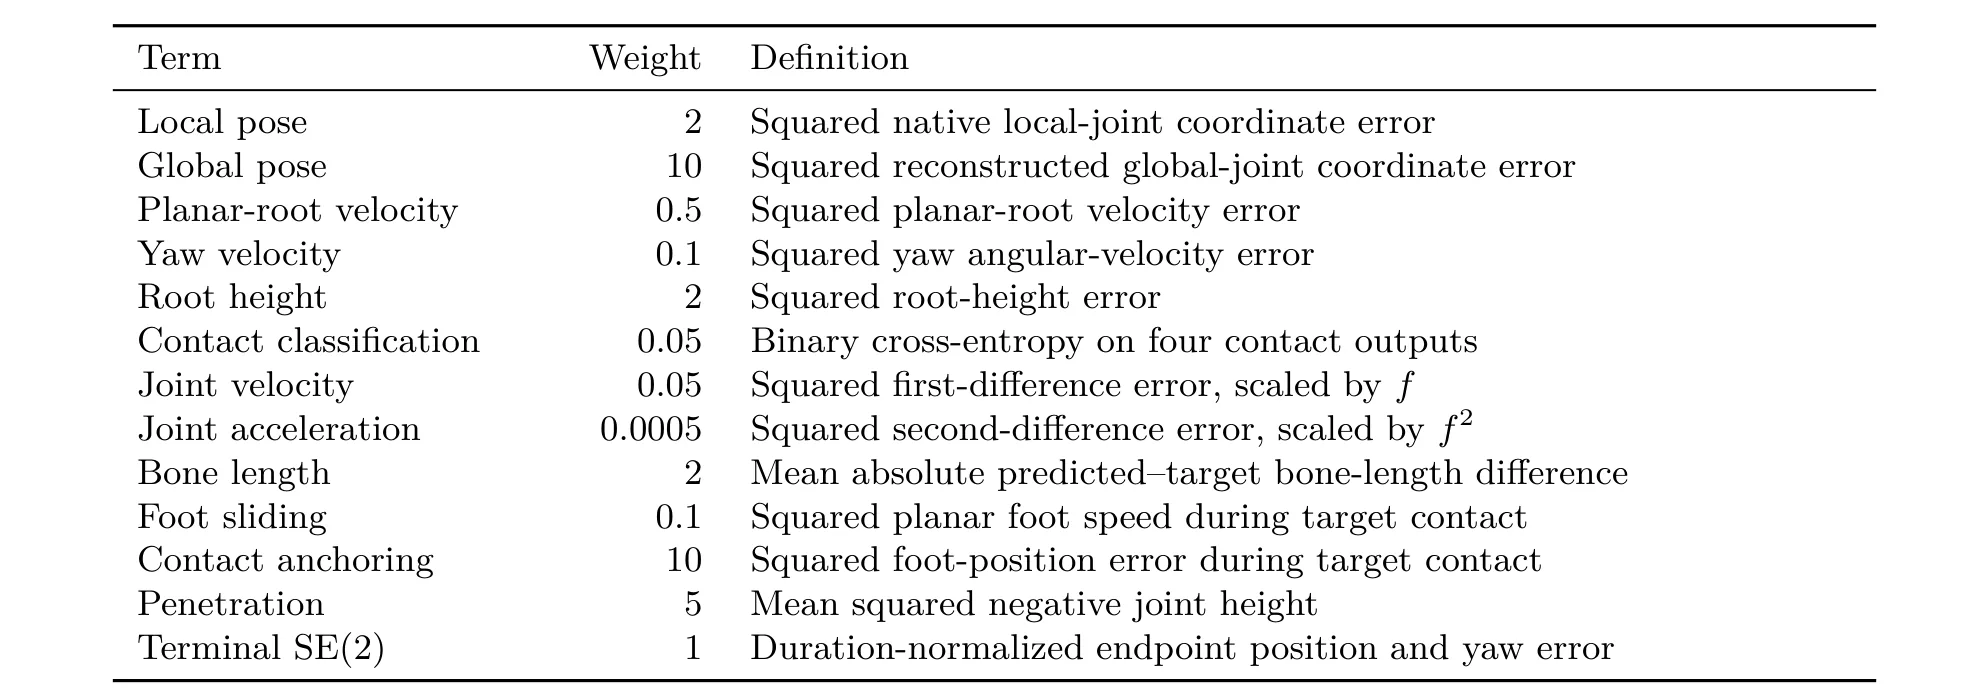 Term Weight Definition
Local pose 2 Squared native local-joint coordinate error
Global pose 10 Squared reconstructed global-joint coordinate error
Planar-root velocity 0.5 Squared planar-root velocity error
Yaw velocity 0.1 Squared yaw angular-velocity error
Root height 2 Squared root-height error
Contact classification 0.05 Binary cross-entropy on four contact outputs
Joint velocity 0.05 Squared first-difference error, scaled by f
Joint acceleration 0.0005 Squared second-difference error, scaled by f²
Bone length 2 Mean absolute predicted–target bone-length difference
Foot sliding 0.1 Squared planar foot speed during target contact
Contact anchoring 10 Squared foot-position error during target contact
Penetration 5 Mean squared negative joint height
Terminal SE(2) 1 Duration-normalized endpoint position and yaw error